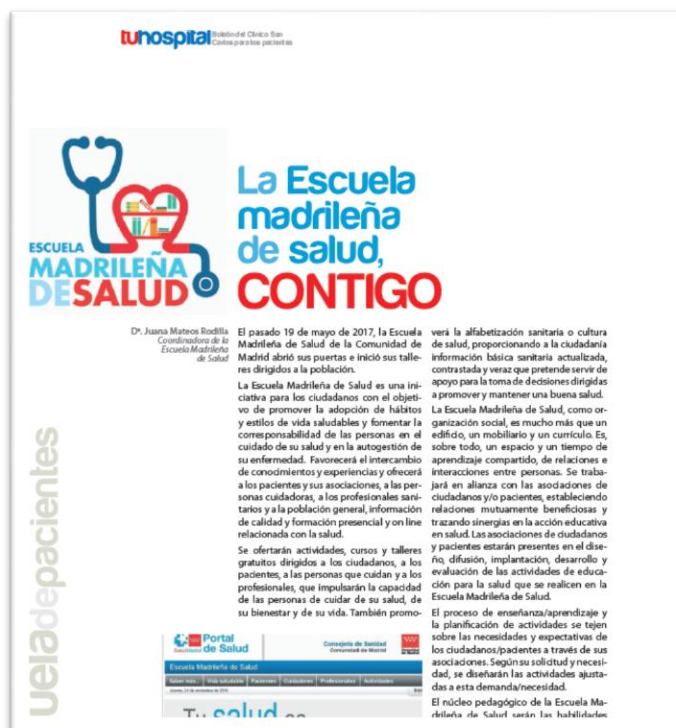 tuhospital Boletín del Clínico San
Carlos para los pacientes
ESCUELA
MADRILEÑA
DESALUD
La Escuela
madrileña
de salud,
CONTIGO
Dª. Juana Mateos Rodilla
Coordinadora de la
Escuela Madrileña
de Salud
El pasado 19 de mayo de 2017, la Escuela
Madrileña de Salud de la Comunidad de
Madrid abrió sus puertas e inició sus talle-
res dirigidos a la población.
La Escuela Madrileña de Salud es una ini-
ciativa para los ciudadanos con el objeti-
vo de promover la adopción de hábitos
y estilos de vida saludables y fomentar la
corresponsabilidad de las personas en el
cuidado de su salud y en la autogestión de
su enfermedad. Favorecerá el intercambio
de conocimientos y experiencias y ofrecerá
a los pacientes y sus asociaciones, a las per-
sonas cuidadoras, a los profesionales sani-
tarios y a la población general, información
de calidad y formación presencial y on line
relacionada con la salud.
Se ofertarán actividades, cursos y talleres
gratuitos dirigidos a los ciudadanos, a los
pacientes, a las personas que cuidan y a los
profesionales, que impulsarán la capacidad
de las personas de cuidar de su salud, de
su bienestar y de su vida. También promo-
verá la alfabetización sanitaria o cultura
de salud, proporcionando a la ciudadanía
información básica sanitaria actualizada,
contrastada y veraz que pretende servir de
apoyo para la toma de decisiones dirigidas
a promover y mantener una buena salud.
La Escuela Madrileña de Salud, como or-
ganización social, es mucho más que un
edificio, un mobiliario y un currículo. Es,
sobre todo, un espacio y un tiempo de
aprendizaje compartido, de relaciones e
interacciones entre personas. Se traba-
jará en alianza con las asociaciones de
ciudadanos y/o pacientes, estableciendo
relaciones mutuamente beneficiosas y
trazando sinergias en la acción educativa
en salud. Las asociaciones de ciudadanos
y pacientes estarán presentes en el dise-
ño, difusión, implantación, desarrollo y
evaluación de las actividades de educa-
ción para la salud que se realicen en la
Escuela Madrileña de Salud.
El proceso de enseñanza/aprendizaje y
la planificación de actividades se tejen
sobre las necesidades y expectativas de
los ciudadanos/pacientes a través de sus
asociaciones. Según su solicitud y necesi-
dad, se diseñarán las actividades ajusta-
das a esta demanda/necesidad.
El núcleo pedagógico de la Escuela Ma-
drileña de Salud serán las habilidades
ueladepacientes
Portal
de Salud
Consejería de Sanidad
Comunidad de Madrid
Escuela Madrileña de Salud
Saber más... Vida saludable Pacientes Cuidadores Profesionales Actividades
Tu salud es